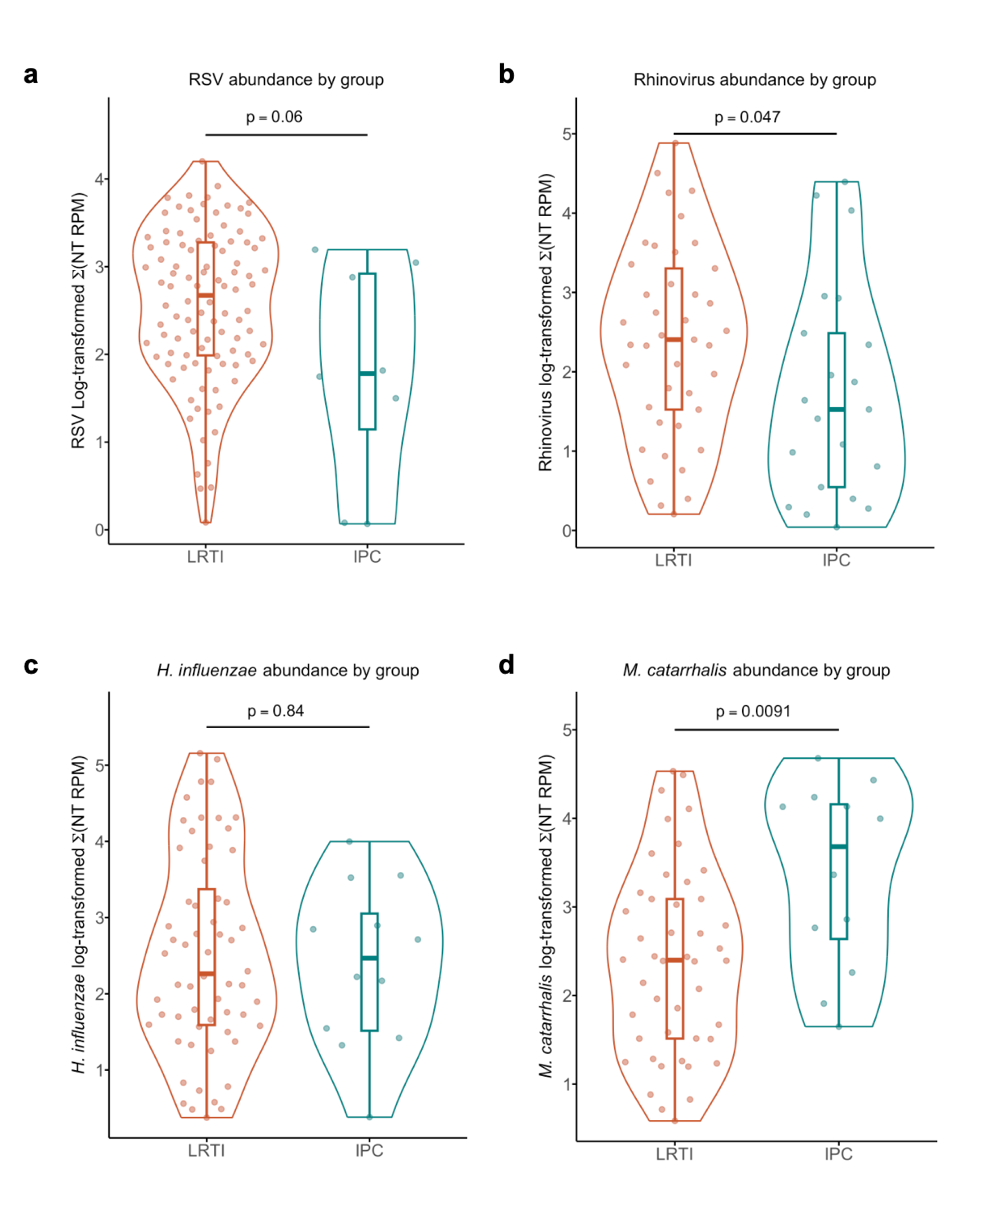 a
RSV abundance by group
p = 0.06
RSV Log-transformed Σ(NT RPM)
4
3
2
1
0
LRTI
IPC
b
Rhinovirus abundance by group
p = 0.047
Rhinovirus log-transformed Σ(NT RPM)
5
4
3
2
1
0
LRTI
IPC
c
H. influenzae abundance by group
p = 0.84
H. influenzae log-transformed Σ(NT RPM)
5
4
3
2
1
LRTI
IPC
d
M. catarrhalis abundance by group
p = 0.0091
M. catarrhalis log-transformed Σ(NT RPM)
5
4
3
2
1
LRTI
IPC